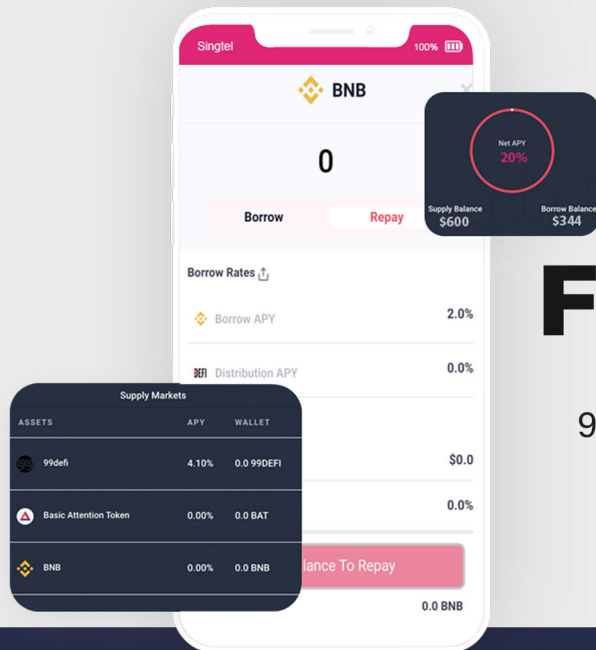 Singtel 100%
BNB
0
Borrow Repay
Borrow Rates
Borrow APY 2.0%
DEFI Distribution APY 0.0%
$0.0
0.0%
lance To Repay
0.0 BNB
Net APY
20%
Supply Balance Borrow Balance
$600 $344
Supply Markets
ASSETS APY WALLET
99defi 4.10% 0.0 99DEFI
Basic Attention Token 0.00% 0.0 BAT
BNB 0.00% 0.0 BNB
F
9